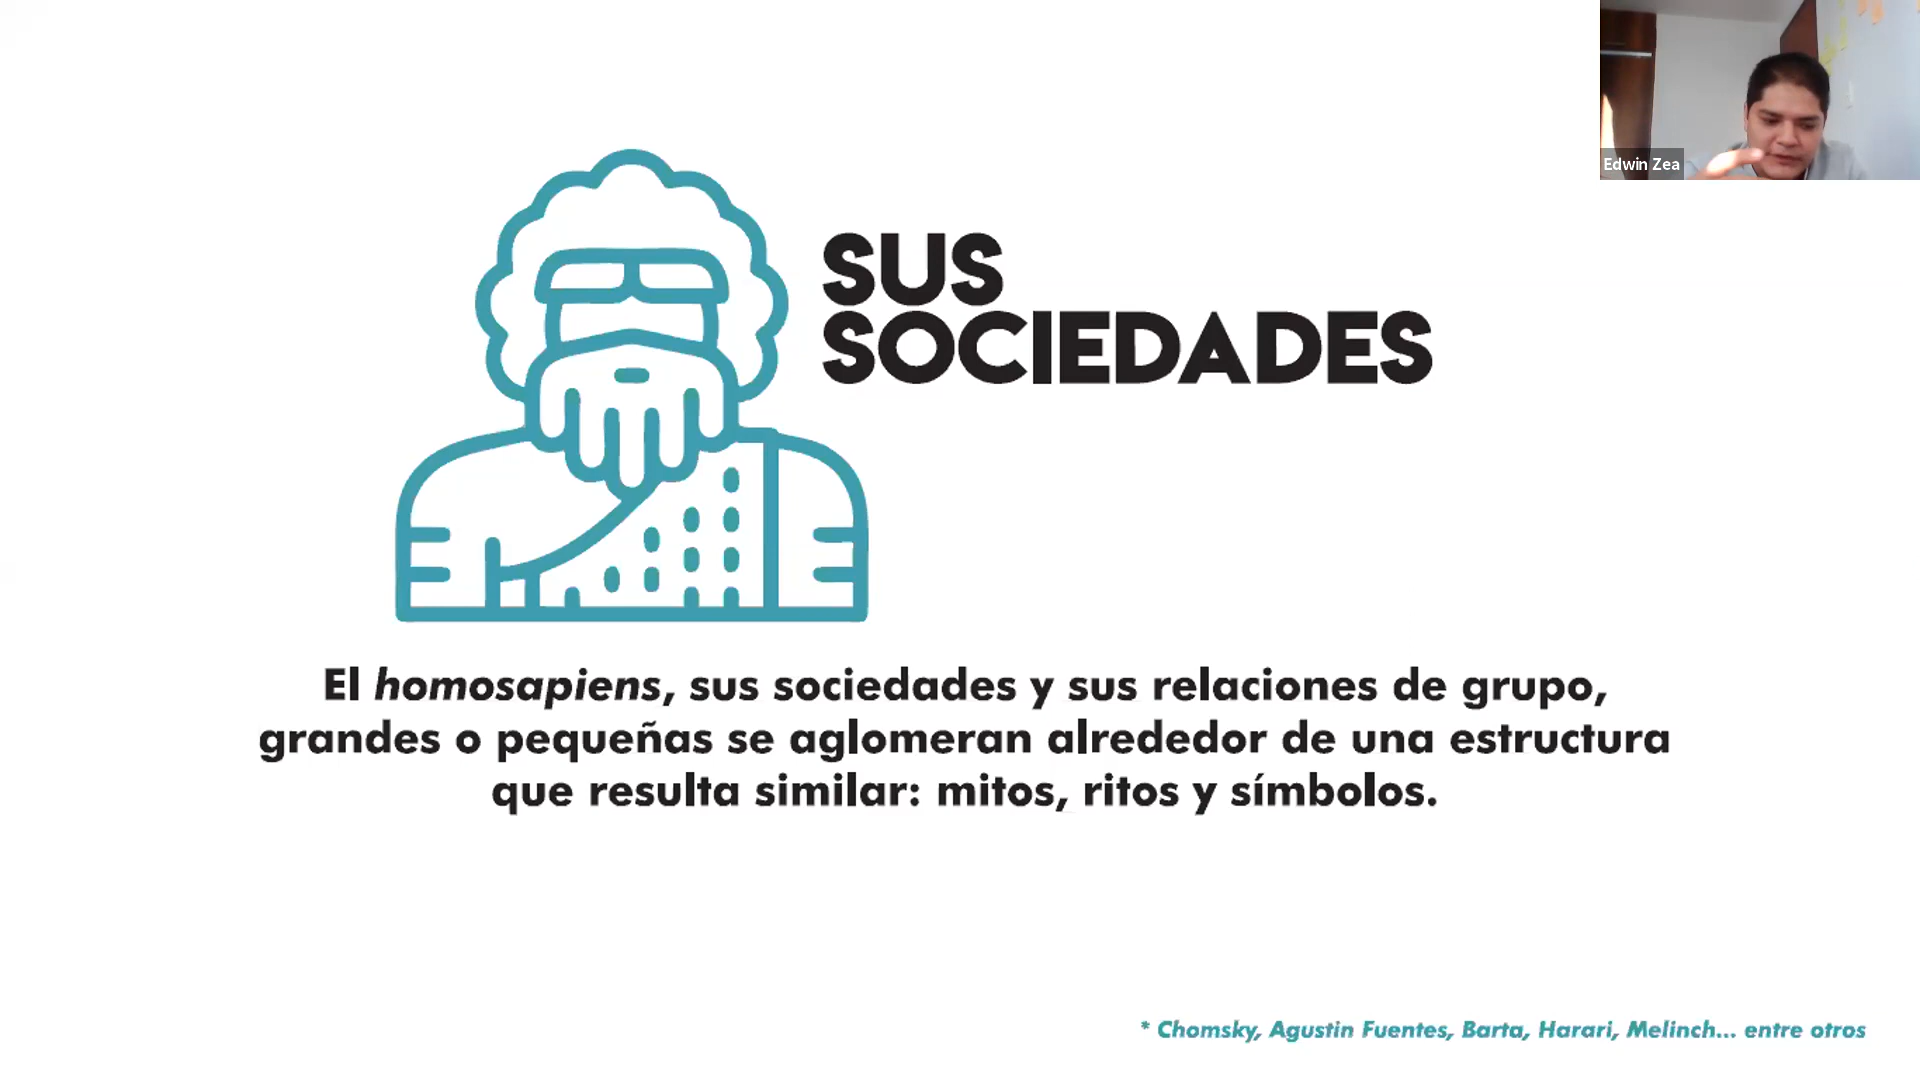 Edwin Zea
SUS
SOCIEDADES
El homosapiens, sus sociedades y sus relaciones de grupo,
grandes o pequeñas se aglomeran alrededor de una estructura
que resulta similar: mitos, ritos y símbolos.
* Chomsky, Agustin Fuentes, Barta, Harari, Melinch... entre otros